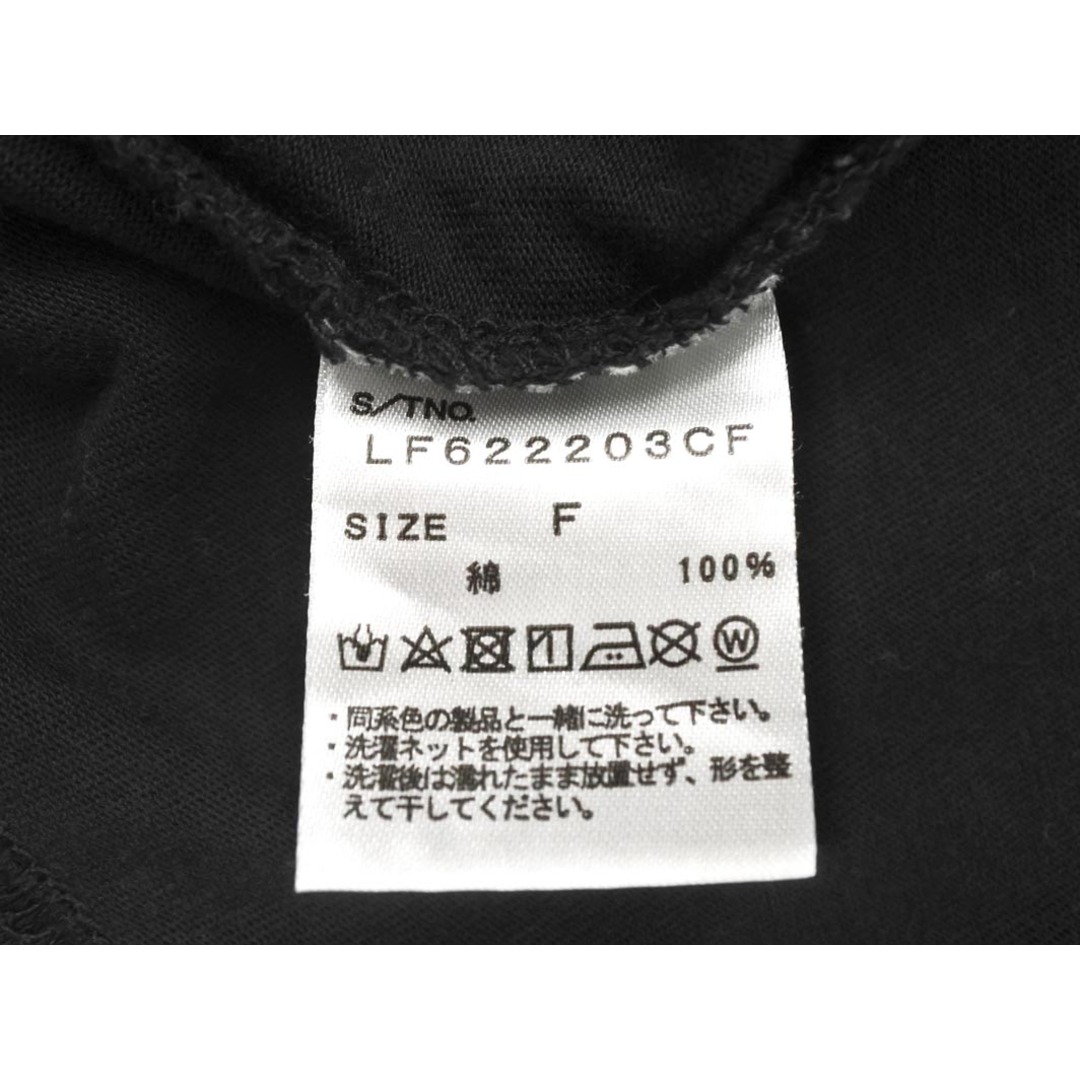 S/TNO.
LF622203CF
SIZE F
綿 100%
W
・同系色の製品と一緒に洗って下さい。
・洗濯ネットを使用して下さい。
・洗濯後は濡れたまま放置せず、形を整
えて干してください。